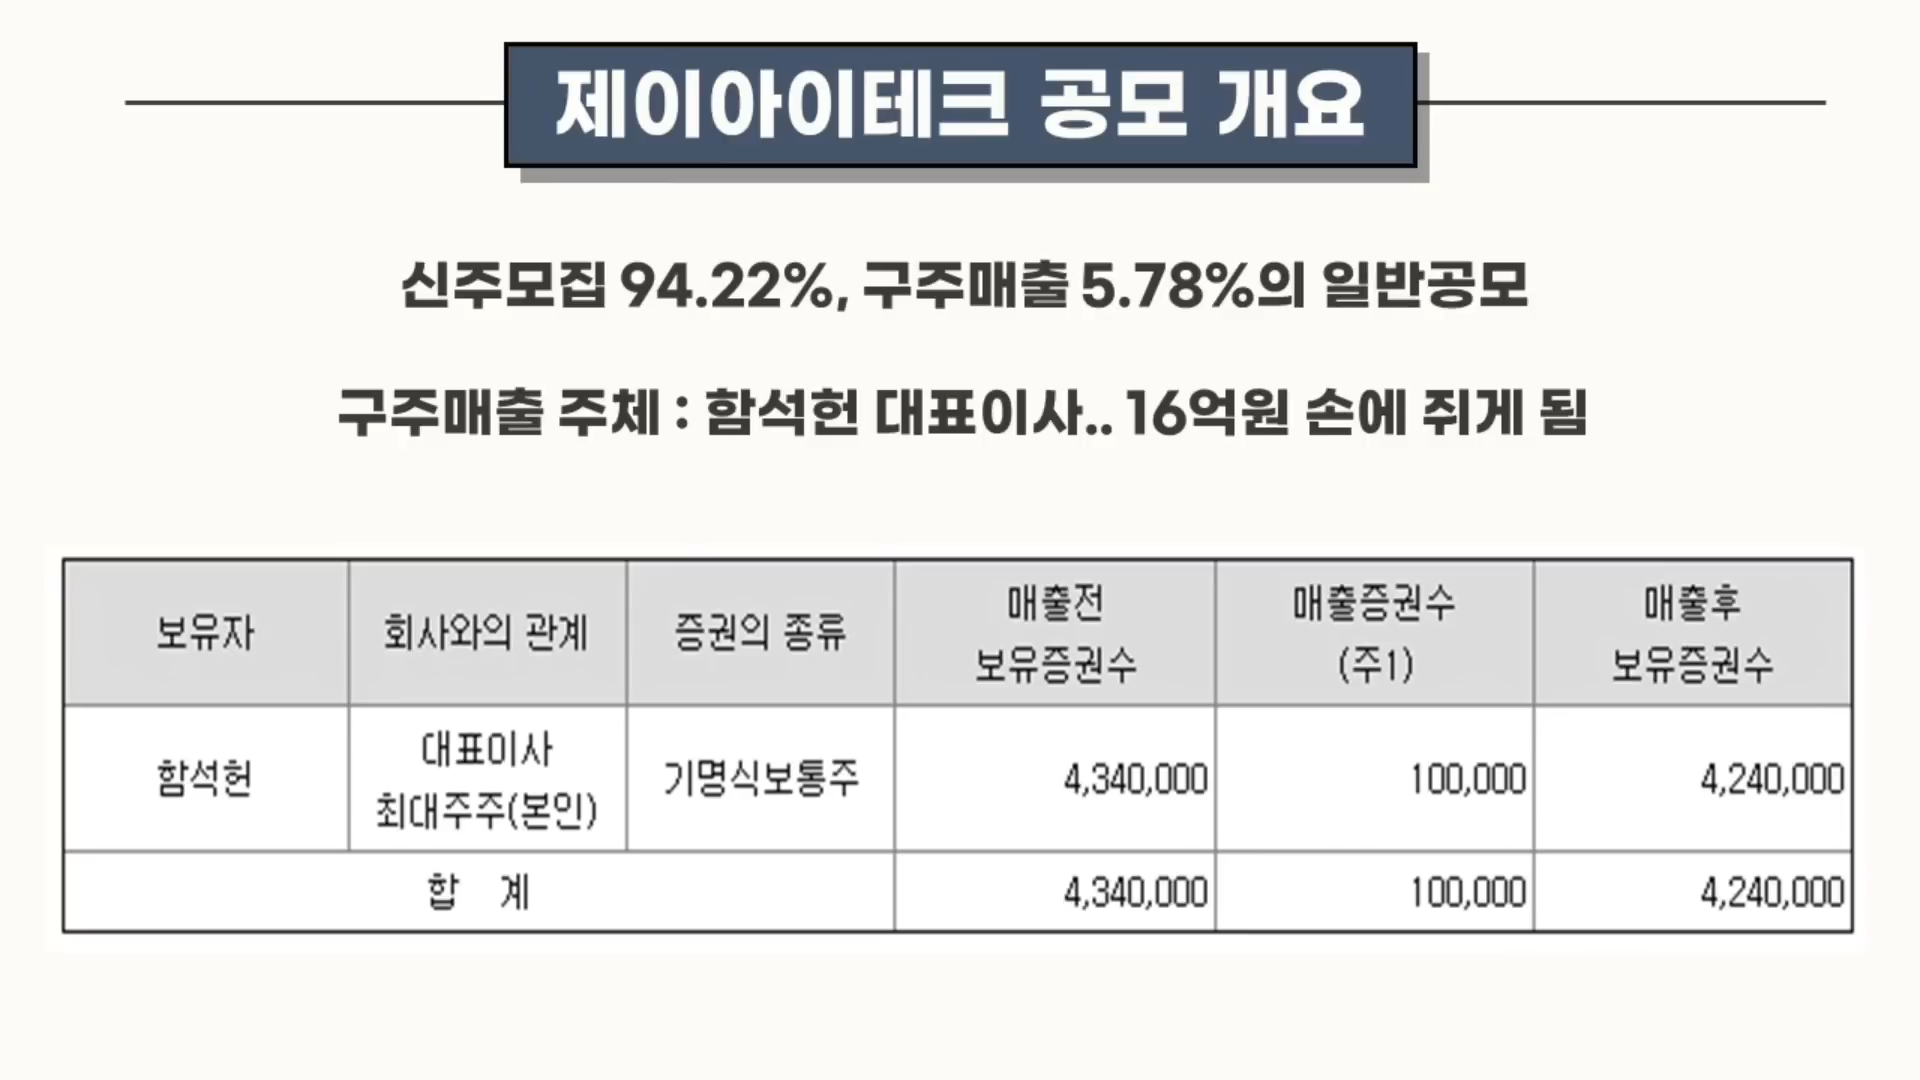 제이아이테크 공모 개요
신주모집 94.22%, 구주매출 5.78%의 일반공모
구주매출 주체 : 함석헌 대표이사.. 16억원 손에 쥐게 됨
보유자 회사와의 관계 증권의 종류 매출전 보유증권수 매출증권수 (주1) 매출후 보유증권수
함석헌 대표이사 최대주주(본인) 기명식보통주 4,340,000 100,000 4,240,000
합 계 4,340,000 100,000 4,240,000